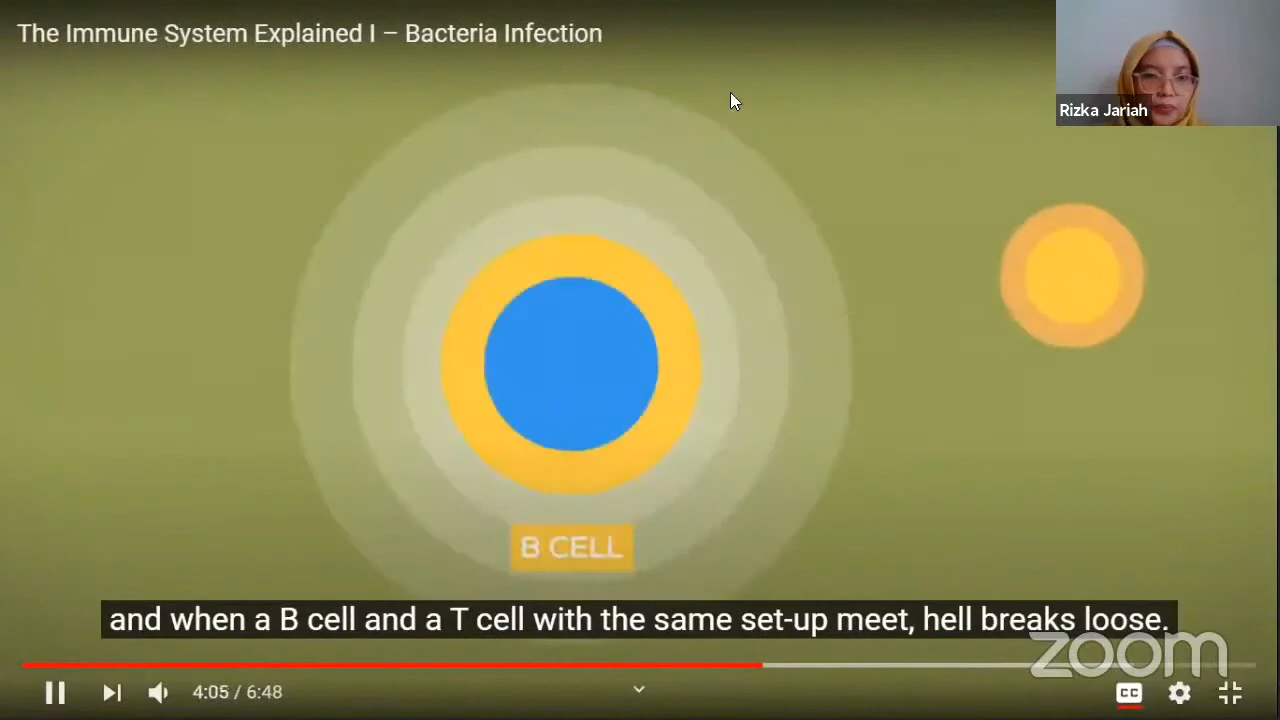 The Immune System Explained I – Bacteria Infection
Rizka Jariah
B CELL
and when a B cell and a T cell with the same set-up meet, hell breaks loose.
zoom
4:05 / 6:48
CC